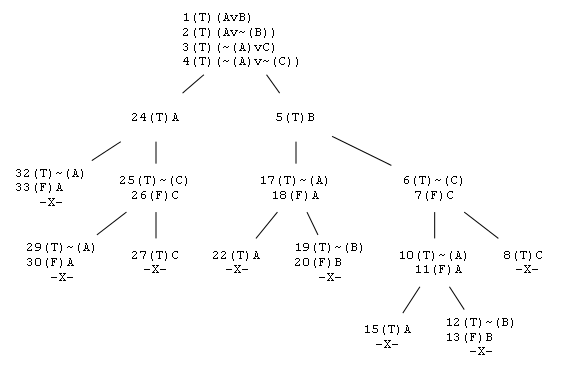 1(T)(AvB)
2(T)(Av~(B))
3(T)(~(A)vC)
4(T)(~(A)v~(C))
24(T)A
5(T)B
32(T)~(A)
33(F)A
-X-
25(T)~(C)
26(F)C
17(T)~(A)
18(F)A
6(T)~(C)
7(F)C
29(T)~(A)
30(F)A
-X-
27(T)C
-X-
22(T)A
-X-
19(T)~(B)
20(F)B
-X-
10(T)~(A)
11(F)A
8(T)C
-X-
15(T)A
-X-
12(T)~(B)
13(F)B
-X-